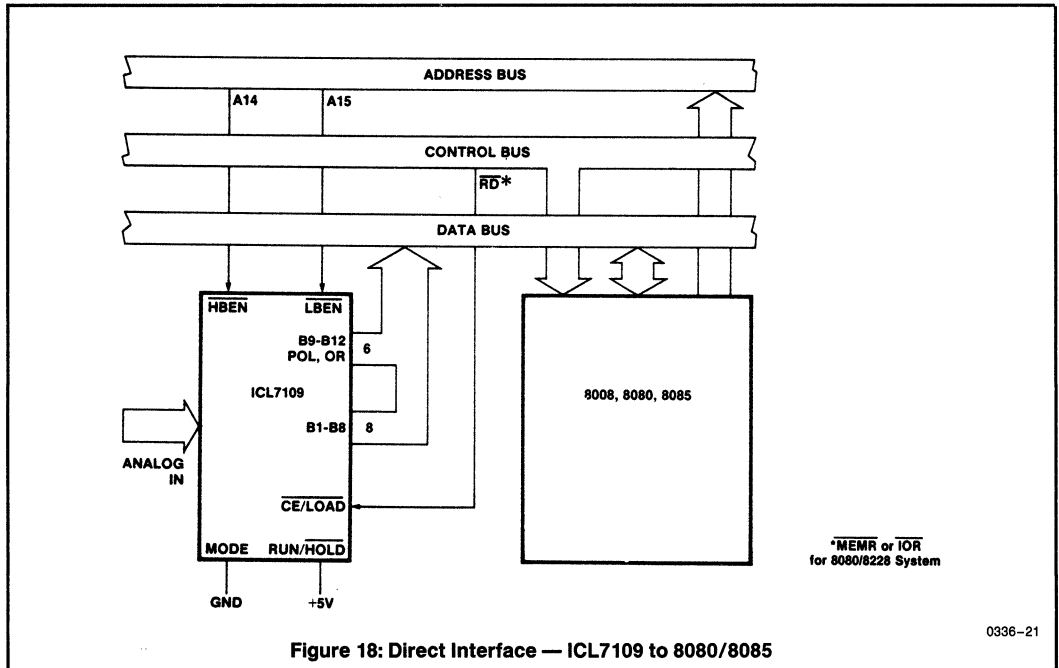 ADDRESS BUS
A14
A15
CONTROL BUS
RD*
DATA BUS
HBEN
LBEN
B9-B12
POL, OR
6
ICL7109
8008, 8080, 8085
B1-B8
8
ANALOG
IN
CE/LOAD
MODE
RUN/HOLD
*MEMR or IOR
for 8080/8228 System
GND
+5V
0336–21
Figure 18: Direct Interface — ICL7109 to 8080/8085